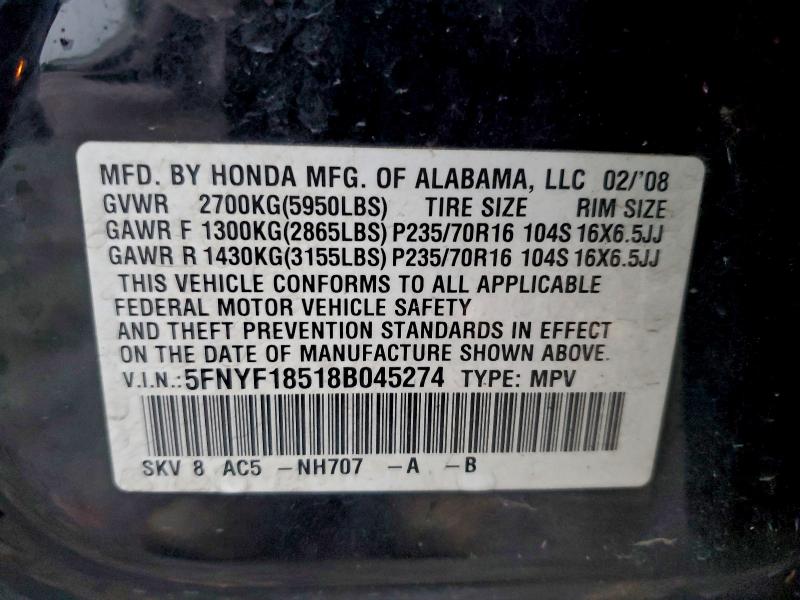 MFD. BY HONDA MFG. OF ALABAMA, LLC 02/'08
GVWR 2700KG(5950LBS) TIRE SIZE RIM SIZE
GAWR F 1300KG(2865LBS) P235/70R16 104S 16X6.5JJ
GAWR R 1430KG(3155LBS) P235/70R16 104S 16X6.5JJ
THIS VEHICLE CONFORMS TO ALL APPLICABLE
FEDERAL MOTOR VEHICLE SAFETY
AND THEFT PREVENTION STANDARDS IN EFFECT
ON THE DATE OF MANUFACTURE SHOWN ABOVE.
V.I.N.:5FNYF18518B045274 TYPE: MPV
SKV 8 AC5 -NH707 -A -B